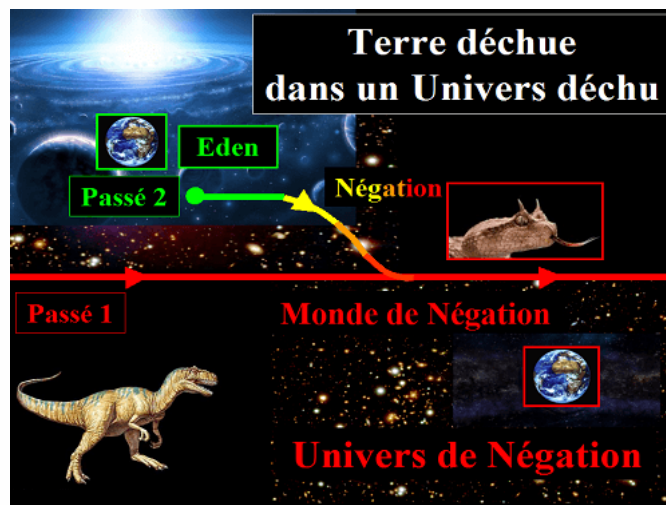 Terre déchue
dans un Univers déchu
Eden
Passé 2
Négation
Passé 1
Monde de Négation
Univers de Négation